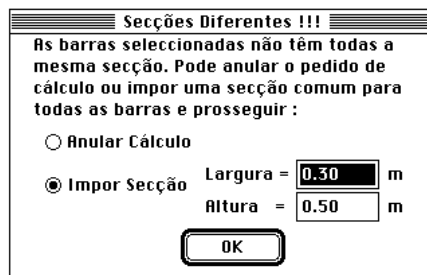 Secções Diferentes !!!
As barras seleccionadas não têm todas a
mesma secção. Pode anular o pedido de
cálculo ou impor uma secção comum para
todas as barras e prosseguir :
Anular Cálculo
Impor Secção
Largura = 0.30 m
Altura = 0.50 m
OK